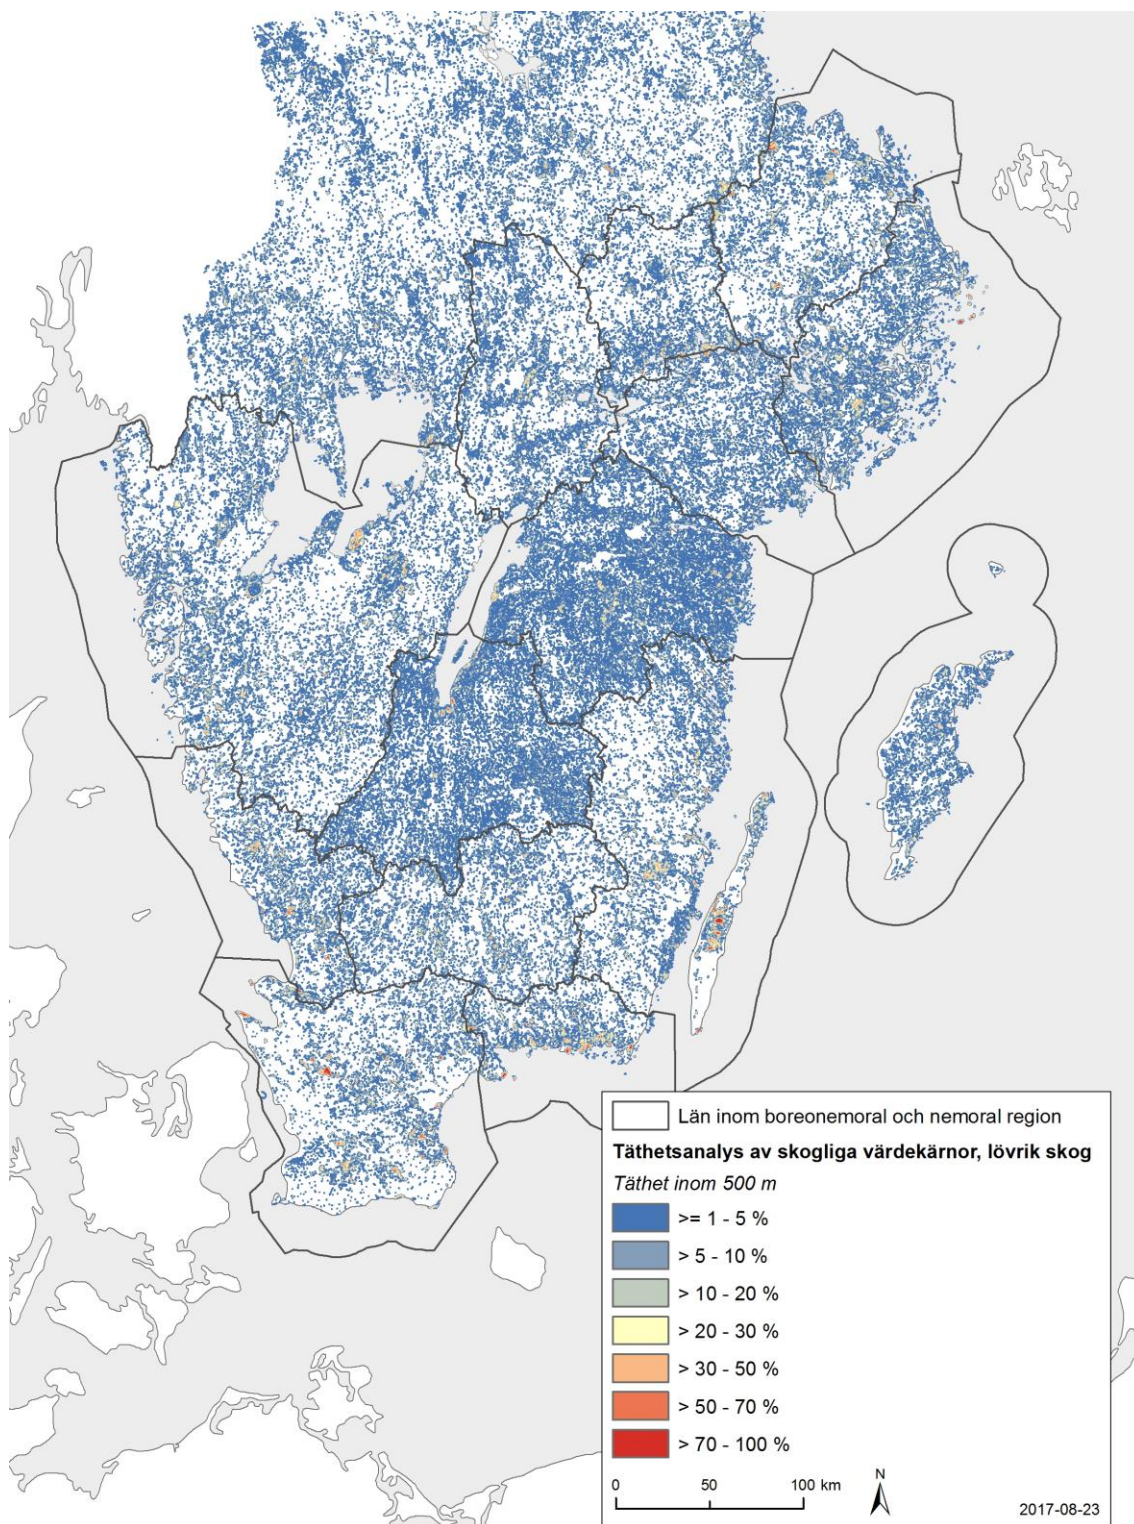 Län inom boreonemoral och nemoral region
Täthetsanalys av skogliga värdekärnor, lövrik skog
Täthet inom 500 m
>= 1 - 5 %
> 5 - 10 %
> 10 - 20 %
> 20 - 30 %
> 30 - 50 %
> 50 - 70 %
> 70 - 100 %
0 50 100 km
N
2017-08-23